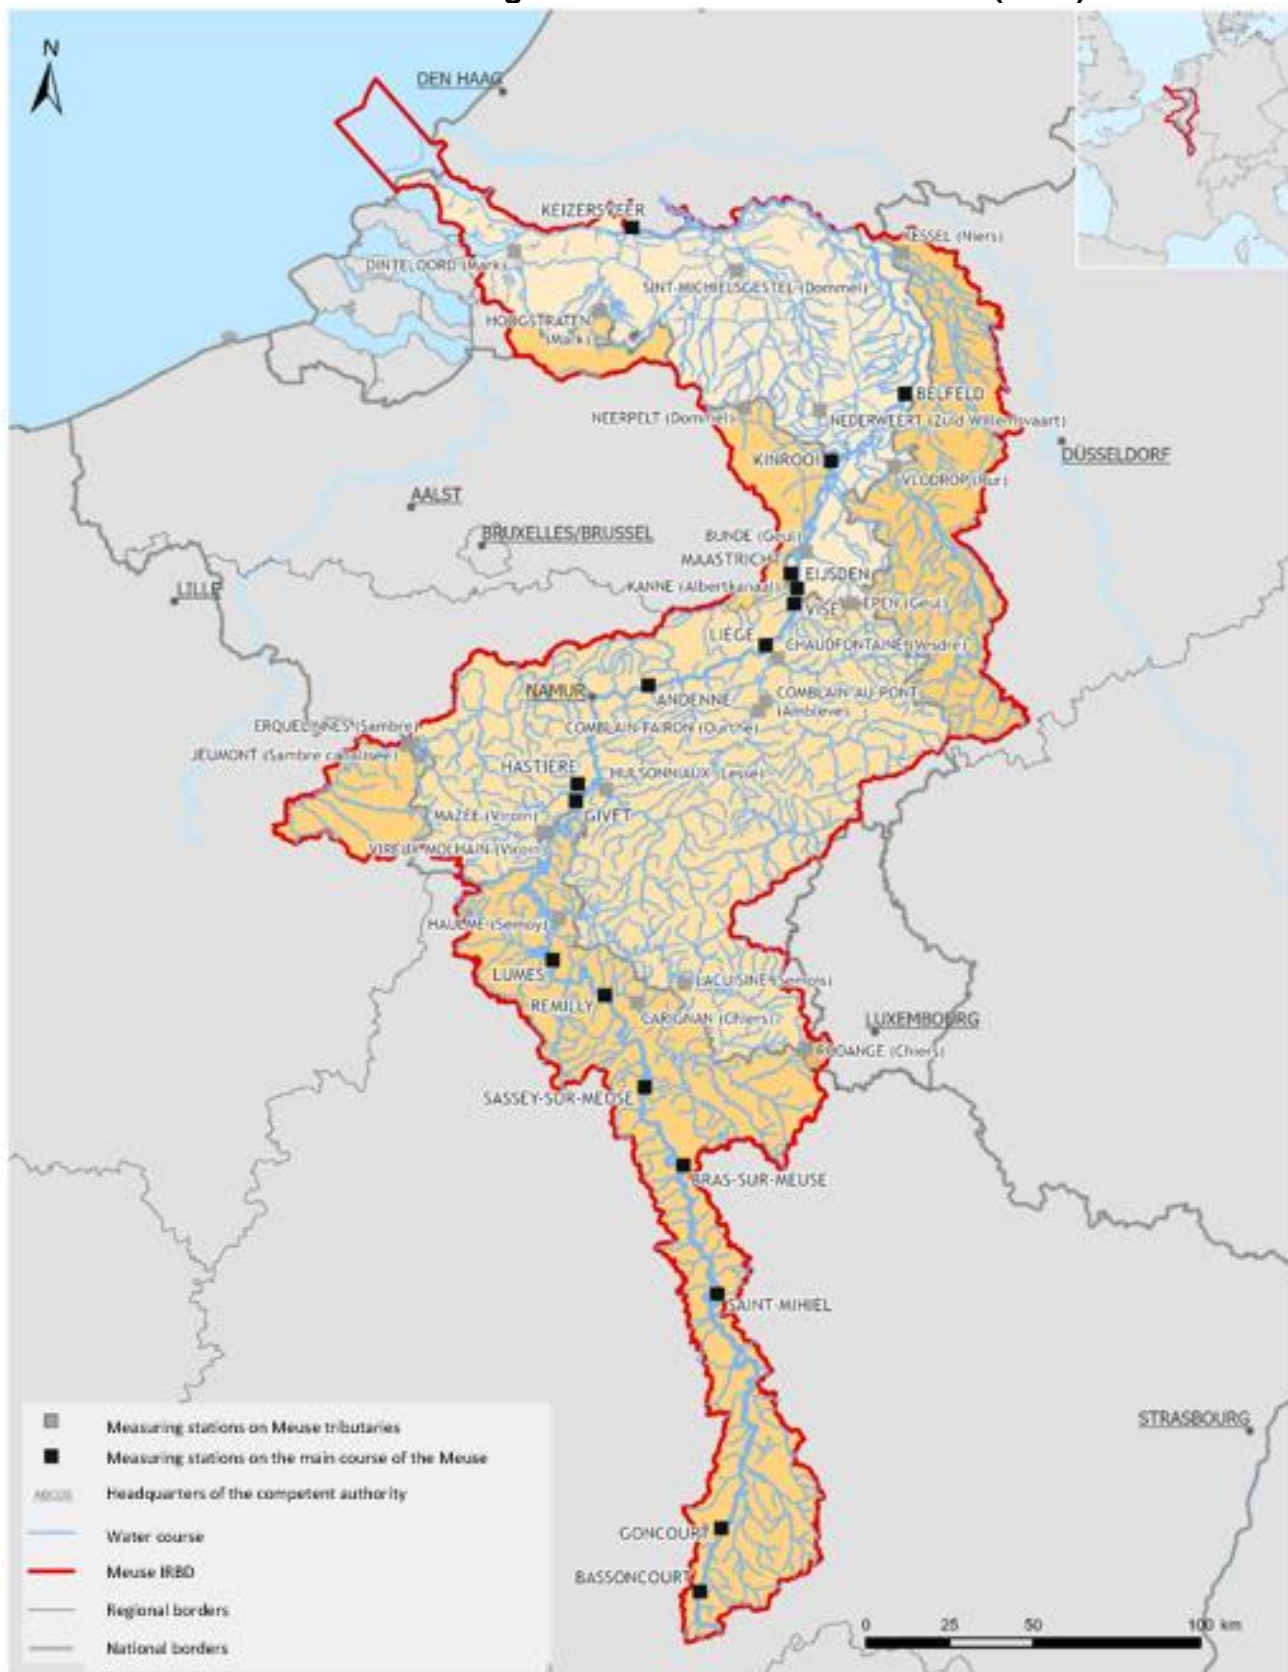 N
DEN HAAG
KEIZERSVEER
KESSEL (Niers)
DINTELOORD (Mark)
SINT-MICHIELSGESTEL (Dommel)
HOOGSTRATEN
(Mark)
BELFELD
NEERPELT (Dommel)
NEDERWEERT (Zuid Willemsvaart)
DÜSSELDORF
KINROOI
VLODROP (Rur)
AALST
BRUXELLES/BRUSSEL
BUNDE (Geul)
MAASTRICHT
EIJSDEN
KANNE (Albertkanaal)
LILLE
VISÉ
EPEN (Geul)
LIÈGE
CHAUDFONTAINE (Vesdre)
NAMUR
ANDENNE
COMBLAIN-AU-PONT
(Amblève)
COMBLAIN FAIRON (Ourthe)
ERQUELINNES (Sambre)
JEUMONT (Sambre canalisée)
HASTIÈRE
HULSONNIAUX (Lesse)
MAZÉE (Viroin)
GIVET
VIREUX-MOLHAIN (Viroin)
HAULMÉ (Semoy)
LUMES
LACUISINE (Semois)
REMILLY
CARIGNAN (Chiers)
LUXEMBOURG
RODANGE (Chiers)
SASSEY-SUR-MEUSE
BRAS-SUR-MEUSE
SAINT-MIHIEL
STRASBOURG
GONCOURT
BASSONCOURT
Measuring stations on Meuse tributaries
Measuring stations on the main course of the Meuse
Headquarters of the competent authority
Water course
Meuse IRBD
Regional borders
National borders
0 25 50 100 km